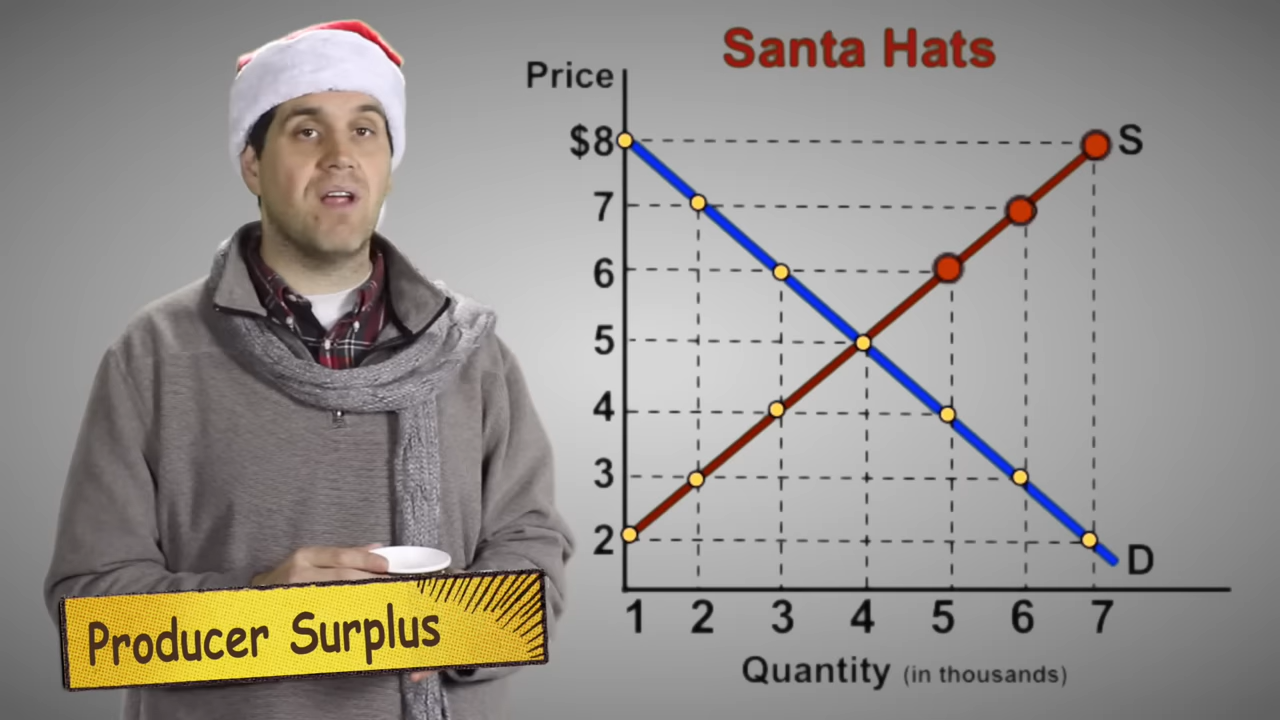 Santa Hats
Price
$8
7
6
5
4
3
2
S
D
1 2 3 4 5 6 7
Quantity (in thousands)
Producer Surplus